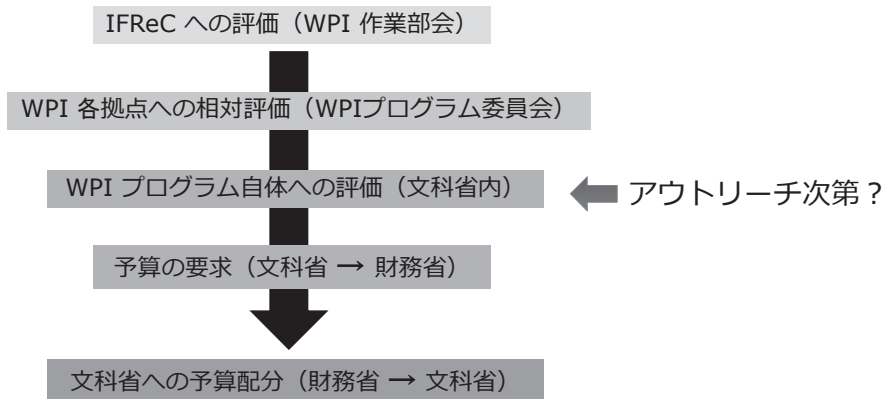 IFReC への評価（WPI 作業部会）
WPI 各拠点への相対評価（WPIプログラム委員会）
WPI プログラム自体への評価（文科省内）
アウトリーチ次第？
予算の要求（文科省 → 財務省）
文科省への予算配分（財務省 → 文科省）